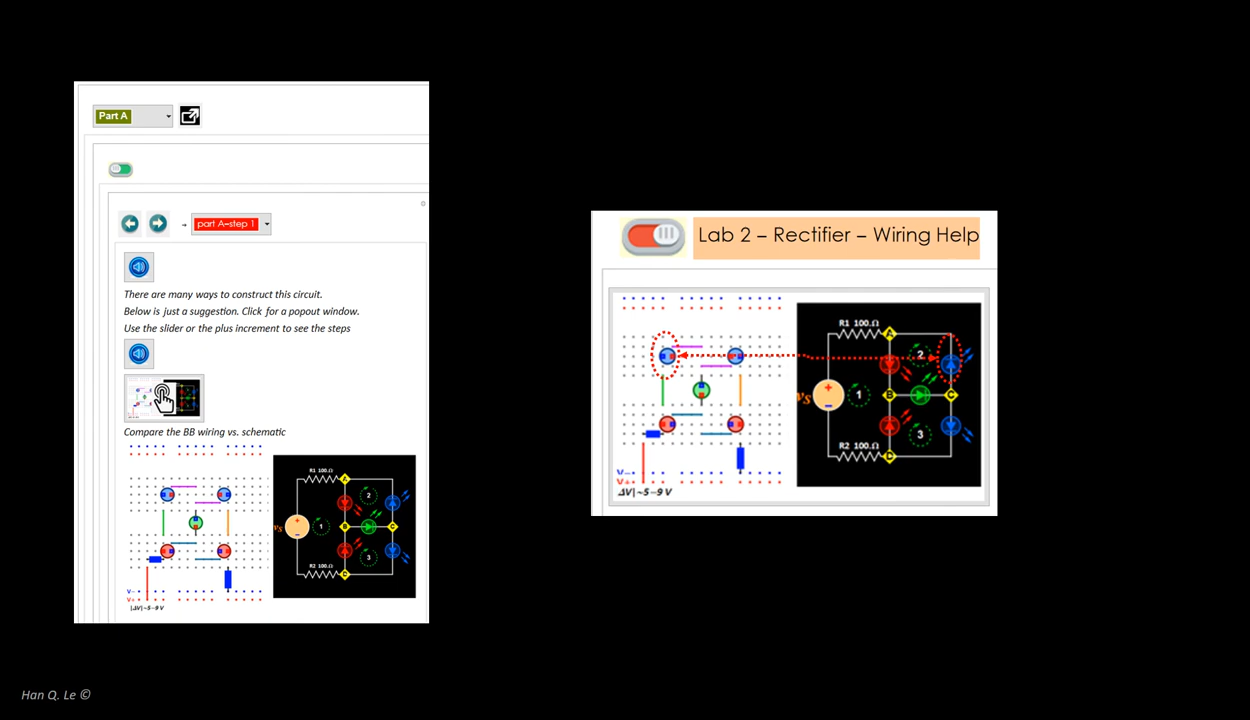 Part A
part A–step 1
0
There are many ways to construct this circuit.
Below is just a suggestion. Click for a popout window.
Use the slider or the plus increment to see the steps
Compare the BB wiring vs. schematic
R1 100.Ω
A
2
vs
1
B
C
3
R2 100.Ω
D
V−
V+
|ΔV|~5−9 V
Lab 2 – Rectifier – Wiring Help
R1 100.Ω
A
2
vs
1
B
C
3
R2 100.Ω
D
V−
V+
ΔV|~5−9 V
Han Q. Le ©